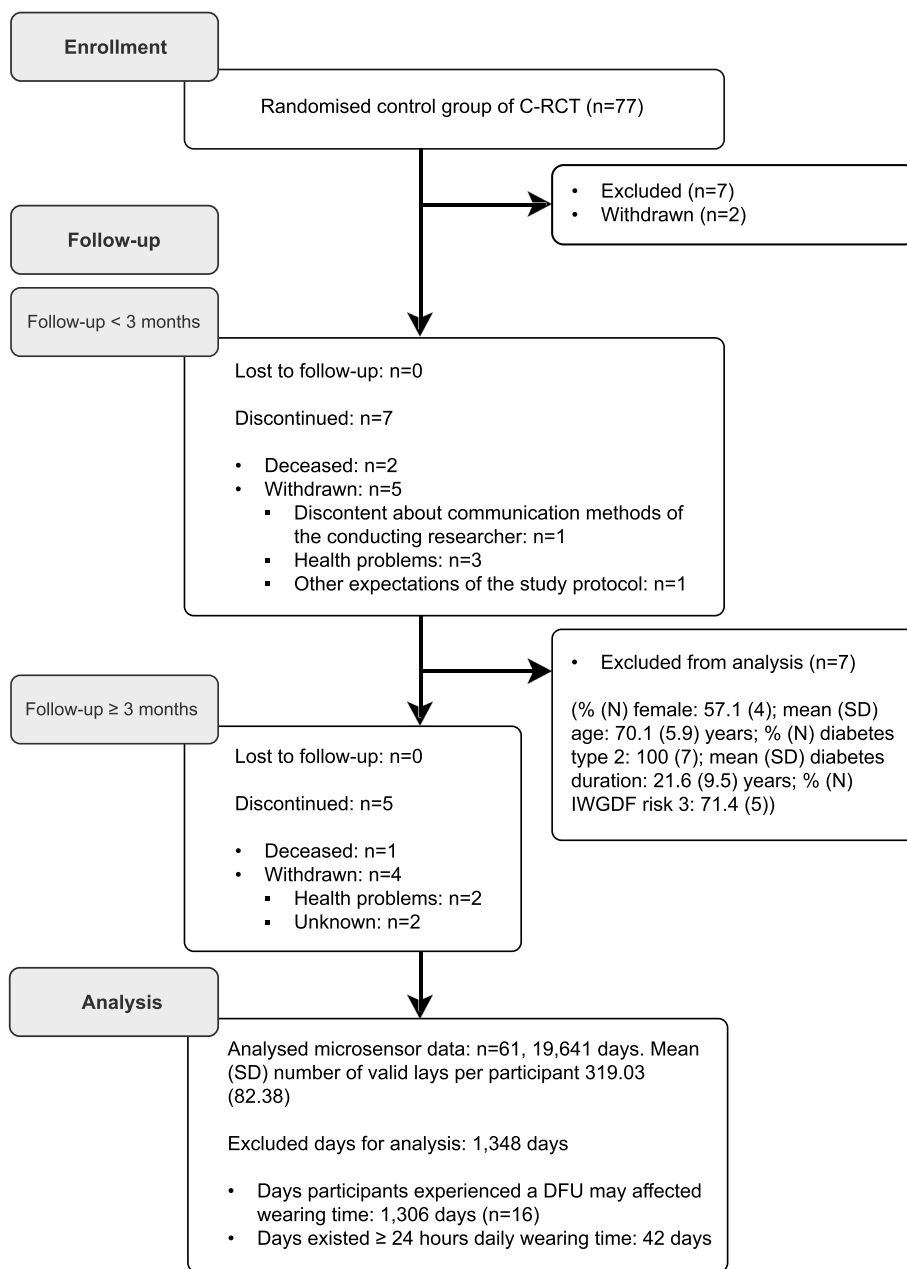 Enrollment
Randomised control group of C-RCT (n=77)
• Excluded (n=7)
• Withdrawn (n=2)
Follow-up
Follow-up < 3 months
Lost to follow-up: n=0
Discontinued: n=7
• Deceased: n=2
• Withdrawn: n=5
▪ Discontent about communication methods of
the conducting researcher: n=1
▪ Health problems: n=3
▪ Other expectations of the study protocol: n=1
• Excluded from analysis (n=7)
(% (N) female: 57.1 (4); mean (SD)
age: 70.1 (5.9) years; % (N) diabetes
type 2: 100 (7); mean (SD) diabetes
duration: 21.6 (9.5) years; % (N)
IWGDF risk 3: 71.4 (5))
Follow-up ≥ 3 months
Lost to follow-up: n=0
Discontinued: n=5
• Deceased: n=1
• Withdrawn: n=4
▪ Health problems: n=2
▪ Unknown: n=2
Analysis
Analysed microsensor data: n=61, 19,641 days. Mean
(SD) number of valid lays per participant 319.03
(82.38)
Excluded days for analysis: 1,348 days
• Days participants experienced a DFU may affected
wearing time: 1,306 days (n=16)
• Days existed ≥ 24 hours daily wearing time: 42 days